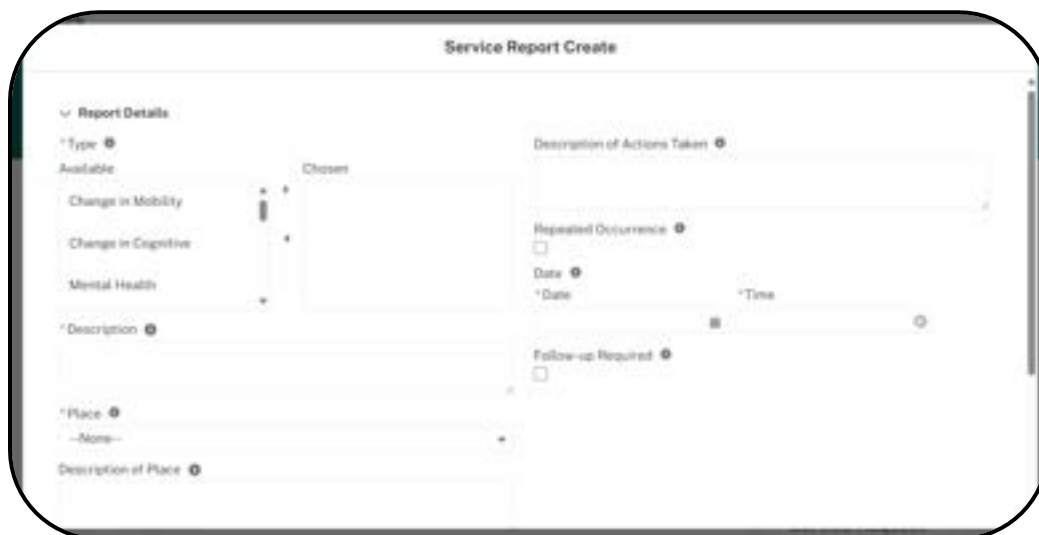 Service Report Create
Report Details
*Type
Available
Chosen
Change in Mobility
Change in Cognitive
Mental Health
*Description
*Place
--None--
Description of Place
Description of Actions Taken
Repeated Occurrence
Date
*Date
*Time
Follow-up Required